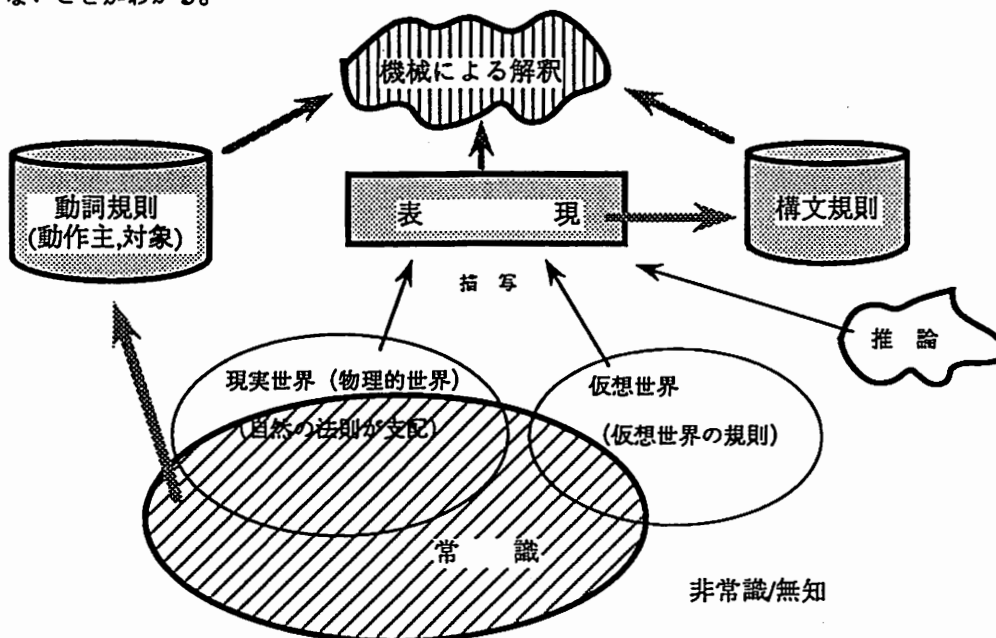 ないことがわかる。
機械による解釈
動詞規則
(動作主,対象)
表 現
構文規則
描 写
推 論
現実世界 (物理的世界)
(自然の法則が支配)
仮想世界
(仮想世界の規則)
常 識
非常識/無知